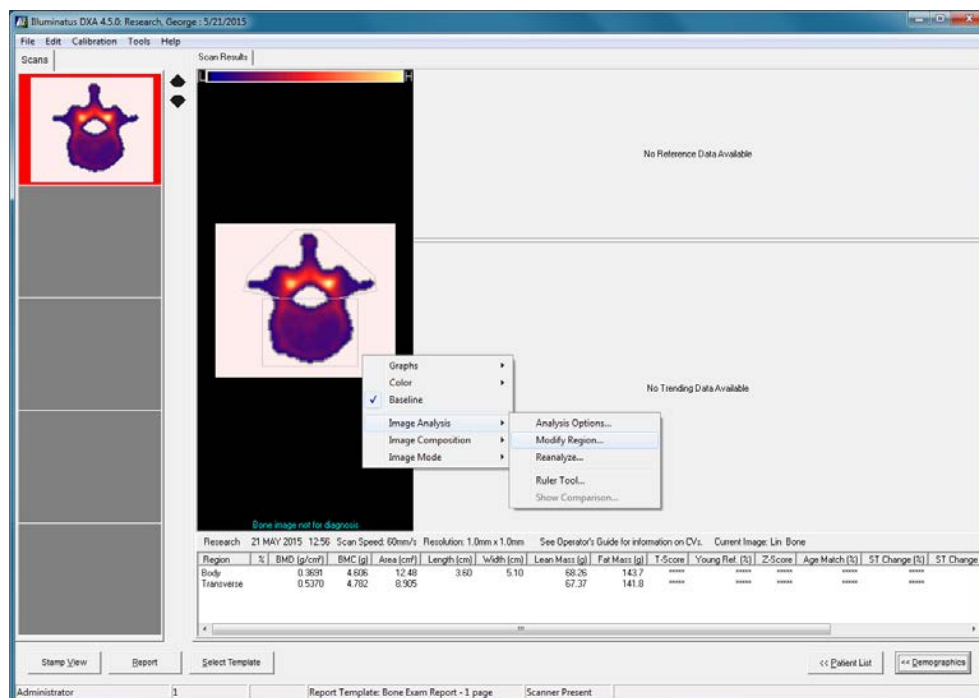 Illuminatus DXA 4.5.0: Research, George : 5/21/2015
File Edit Calibration Tools Help
Scans
Scan Results
L H
No Reference Data Available
Graphs
Color
Baseline
Image Analysis
Image Composition
Image Mode
Analysis Options...
Modify Region...
Reanalyze...
Ruler Tool...
Show Comparison...
No Trending Data Available
Bone image not for diagnosis
Research 21 MAY 2015 12:56 Scan Speed: 60mm/s Resolution: 1.0mm x 1.0mm See Operator's Guide for information on CVs. Current Image: Lin Bone
Region % BMD (g/cm²) BMC (g) Area (cm²) Length (cm) Width (cm) Lean Mass (g) Fat Mass (g) T-Score Young Ref. (%) Z-Score Age Match (%) ST Change (%) ST Change
Body 0.3691 4.606 12.48 3.60 5.10 68.26 143.7 ***** ***** ***** ***** *****
Transverse 0.5370 4.782 8.905 67.37 141.8 ***** ***** ***** ***** *****
Stamp View Report Select Template << Patient List << Demographics
Administrator 1 Report Template: Bone Exam Report - 1 page Scanner Present